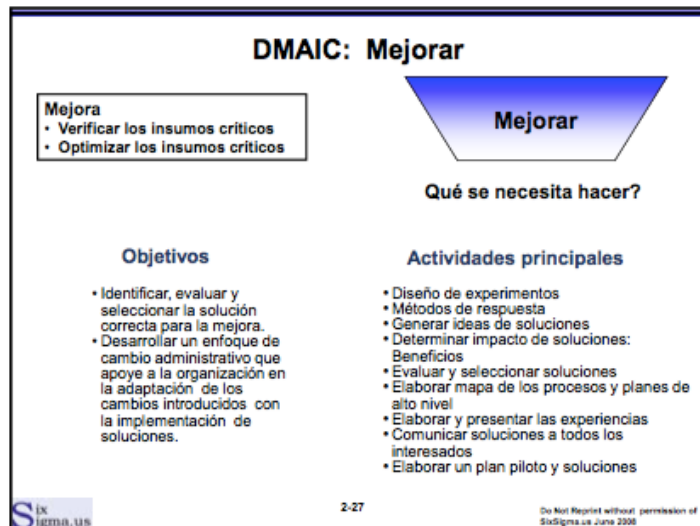 DMAIC: Mejorar
Mejora
• Verificar los insumos críticos
• Optimizar los insumos críticos
Mejorar
Qué se necesita hacer?
Objetivos
• Identificar, evaluar y
seleccionar la solución
correcta para la mejora.
• Desarrollar un enfoque de
cambio administrativo que
apoye a la organización en
la adaptación de los
cambios introducidos con
la implementación de
soluciones.
Actividades principales
• Diseño de experimentos
• Métodos de respuesta
• Generar ideas de soluciones
• Determinar impacto de soluciones:
Beneficios
• Evaluar y seleccionar soluciones
• Elaborar mapa de los procesos y planes de
alto nivel
• Elaborar y presentar las experiencias
• Comunicar soluciones a todos los
interesados
• Elaborar un plan piloto y soluciones
Six
Sigma.us
2-27
Do Not Reprint without permission of
SixSigma.us June 2008